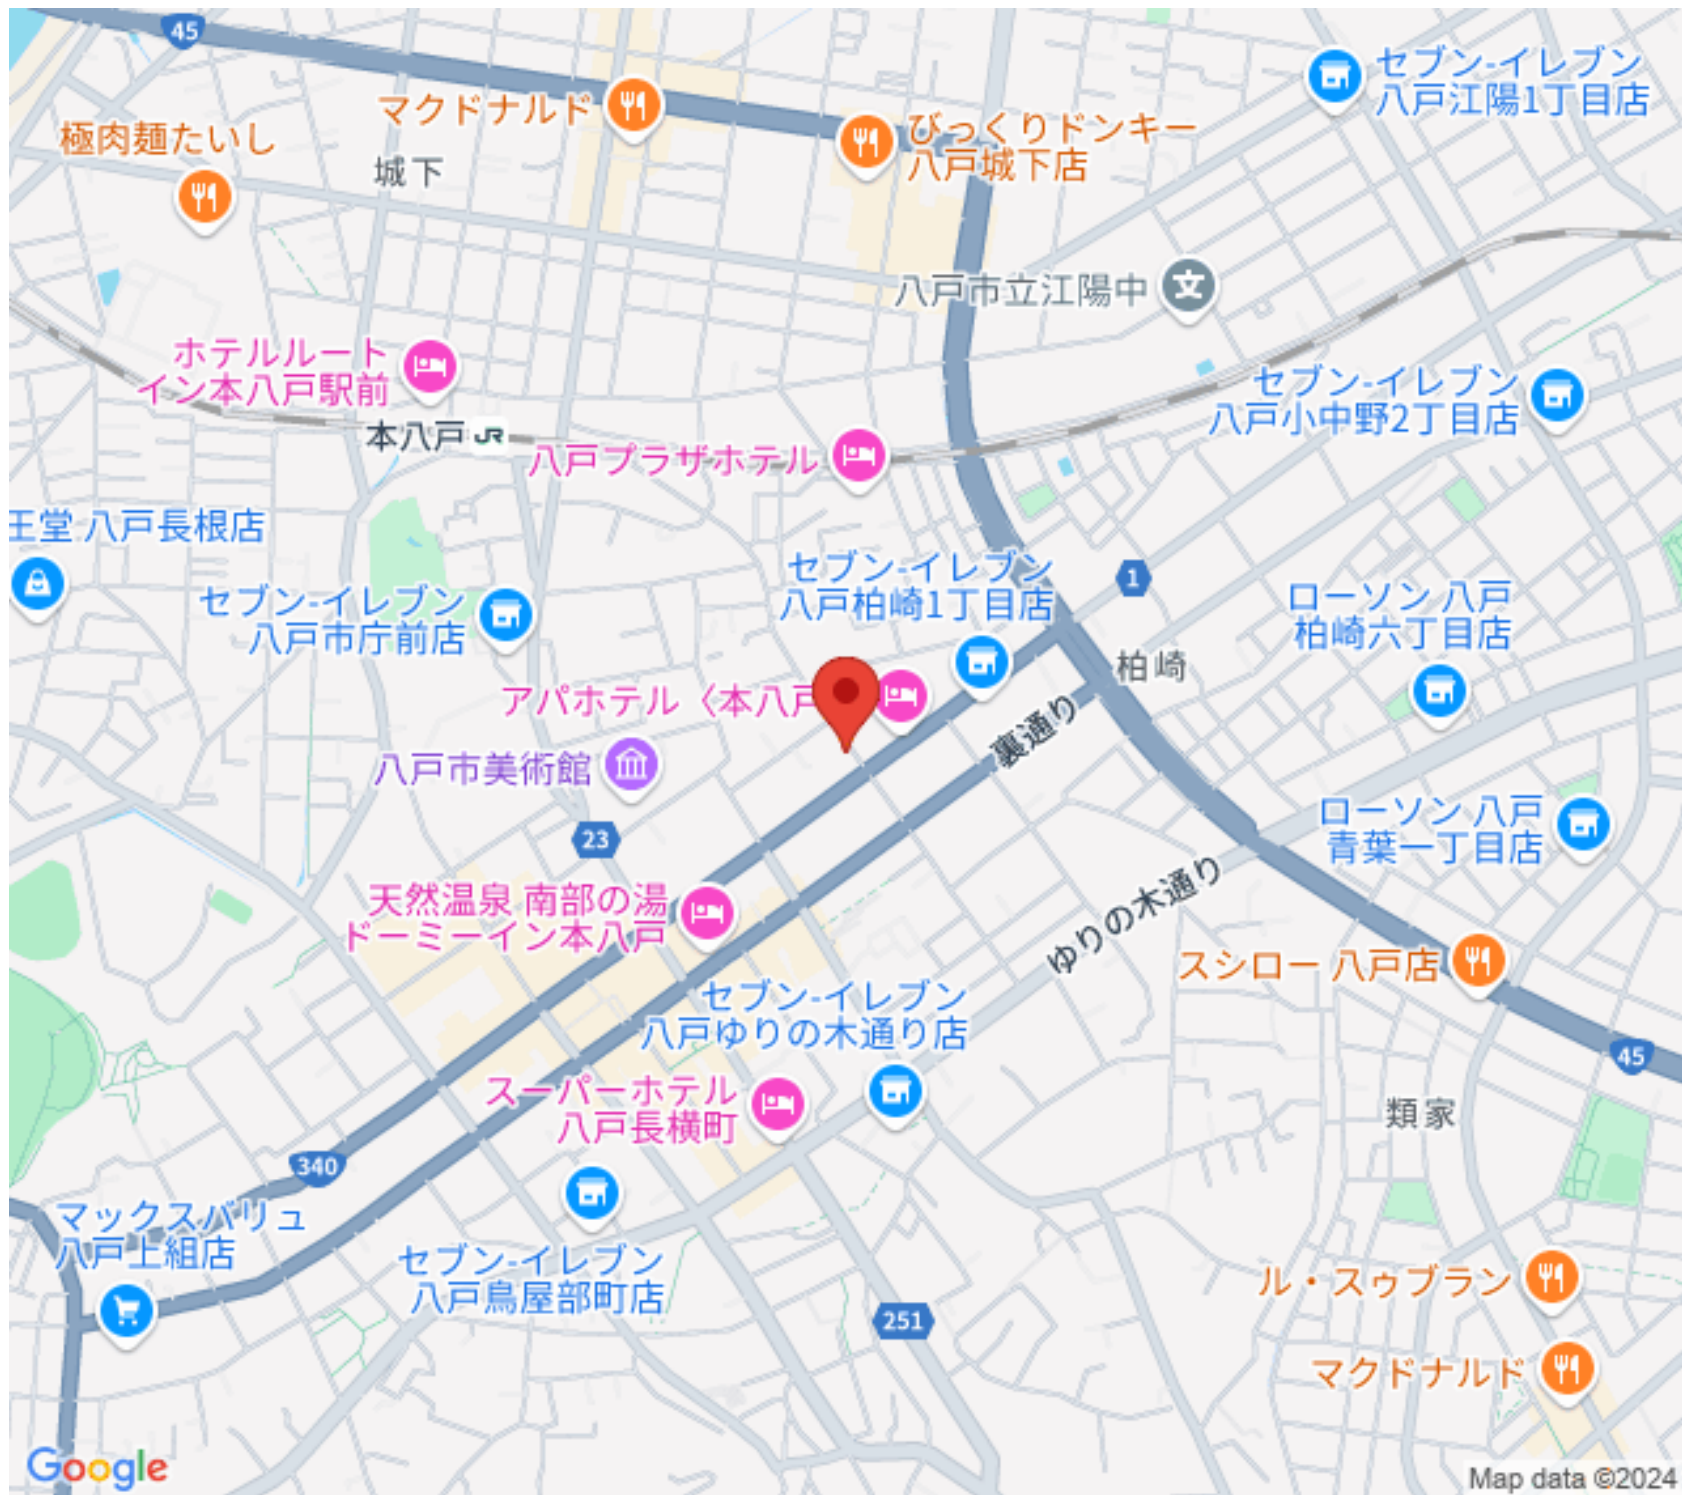 45
セブン-イレブン
八戸江陽1丁目店
マクドナルド
びっくりドンキー
八戸城下店
極肉麺たいし
城下
八戸市立江陽中
文
ホテルルート
イン本八戸駅前
本八戸 JR
八戸プラザホテル
セブン-イレブン
八戸小中野2丁目店
王堂 八戸長根店
セブン-イレブン
八戸柏崎1丁目店
1
セブン-イレブン
八戸市庁前店
ローソン 八戸
柏崎六丁目店
柏崎
アパホテル〈本八戸
裏通り
八戸市美術館
23
ローソン 八戸
青葉一丁目店
天然温泉 南部の湯
ドーミーイン本八戸
ゆりの木通り
スシロー 八戸店
セブン-イレブン
八戸ゆりの木通り店
45
スーパーホテル
八戸長横町
類家
340
マックスバリュ
八戸上組店
セブン-イレブン
八戸鳥屋部町店
ル・スゥブラン
251
マクドナルド
Google
Map data ©2024